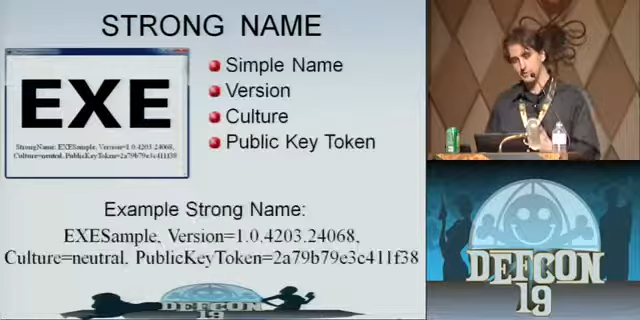 STRONG NAME
EXE
StrongName: EXESample, Version=1.0.4203.24068,
Culture=neutral, PublicKeyToken=2a79b79e3c411f38
Simple Name
Version
Culture
Public Key Token
Example Strong Name:
EXESample, Version=1.0.4203.24068,
Culture=neutral, PublicKeyToken=2a79b79e3c411f38
DEFCON
19
DEFCON
19